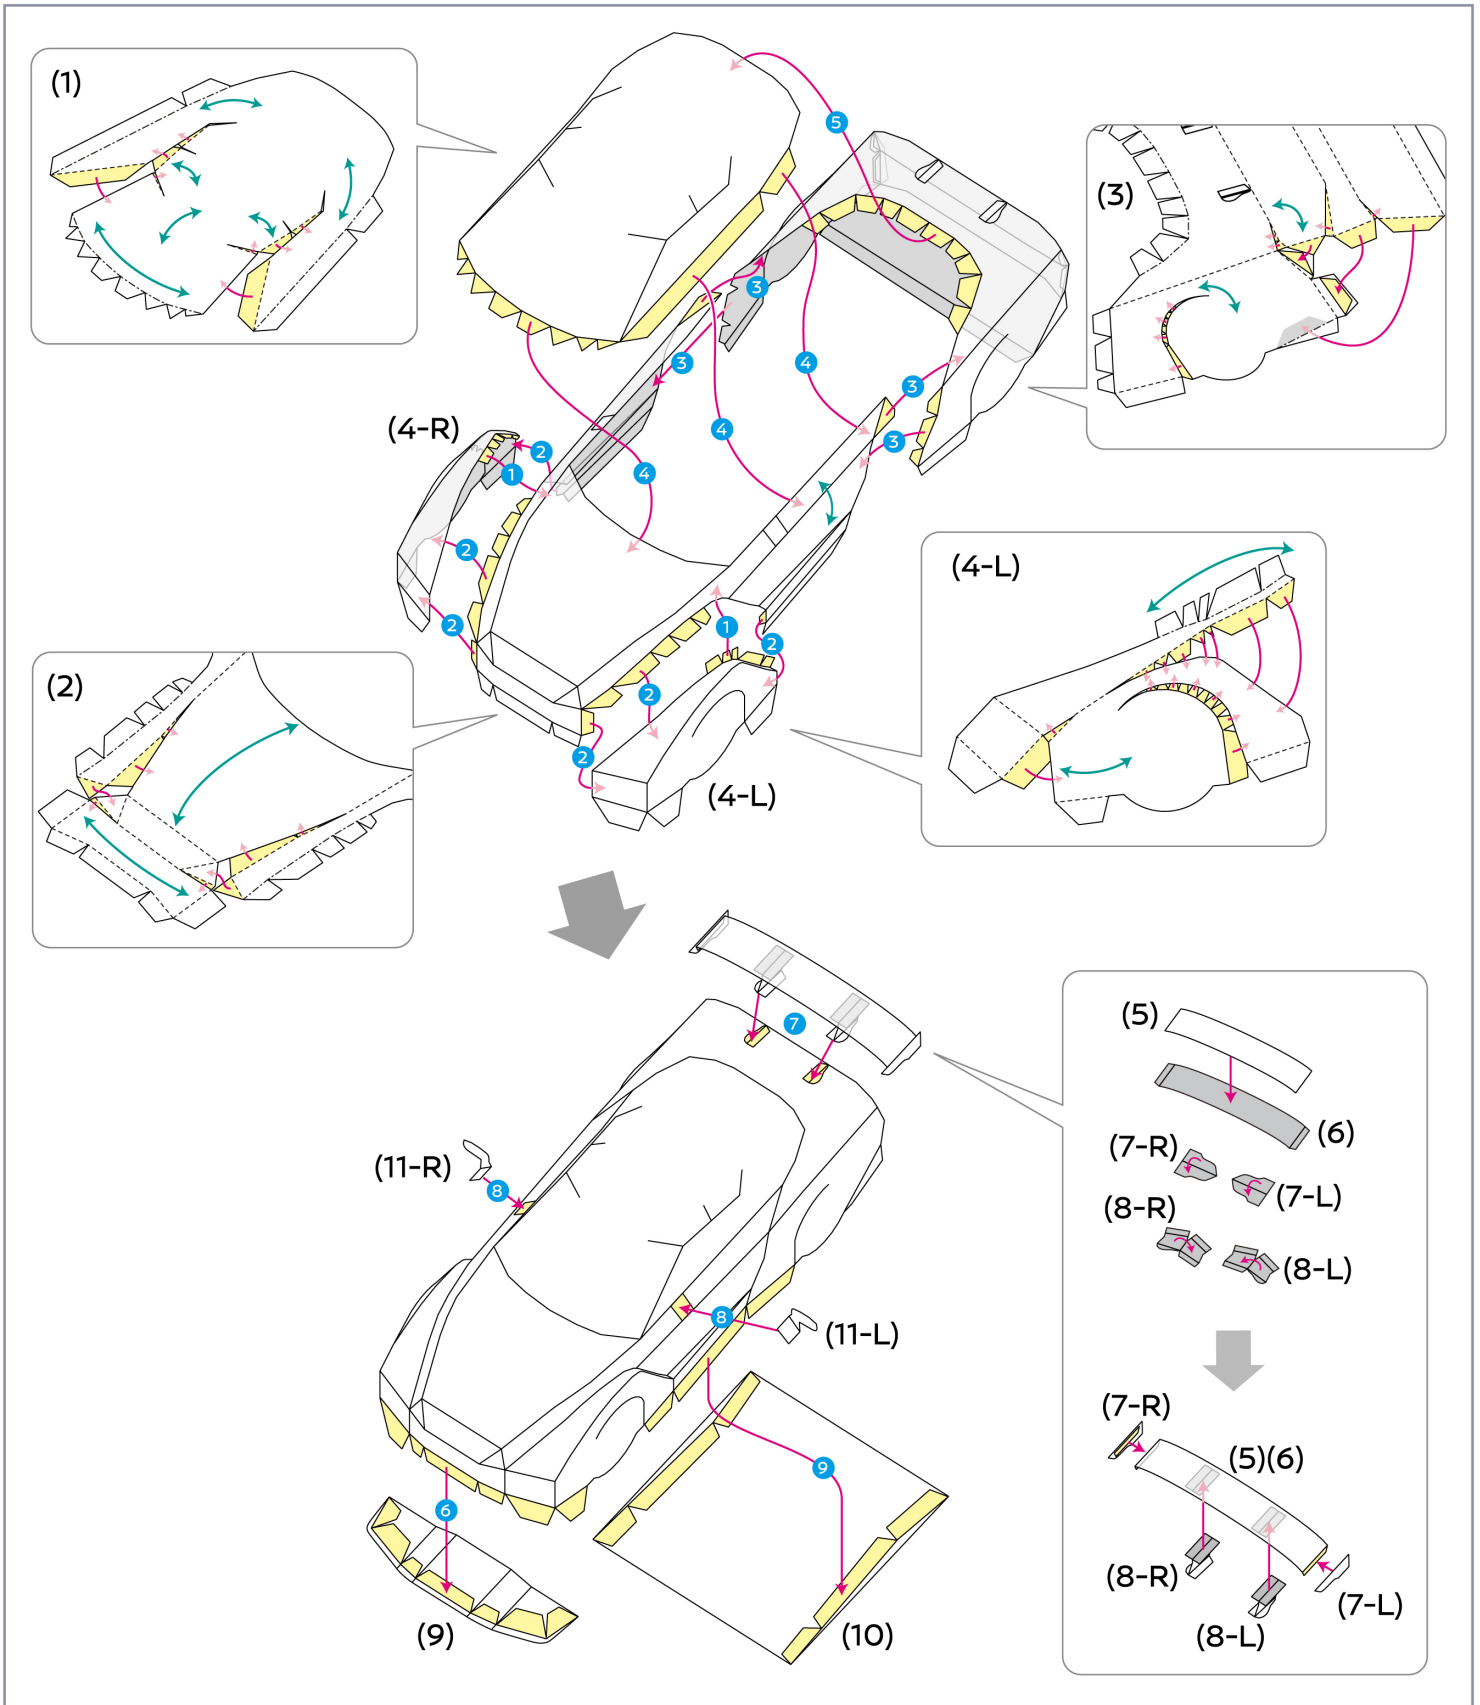 (1)
5
(3)
3
3
4
3
(4-R)
4
3
2
1
4
2
(4-L)
2
1
2
(2)
2
2
(4-L)
7
(5)
(6)
(7-R)
(11-R)
8
(7-L)
(8-R)
(8-L)
8
(11-L)
(7-R)
(5)(6)
9
6
(8-R)
(7-L)
(9)
(10)
(8-L)